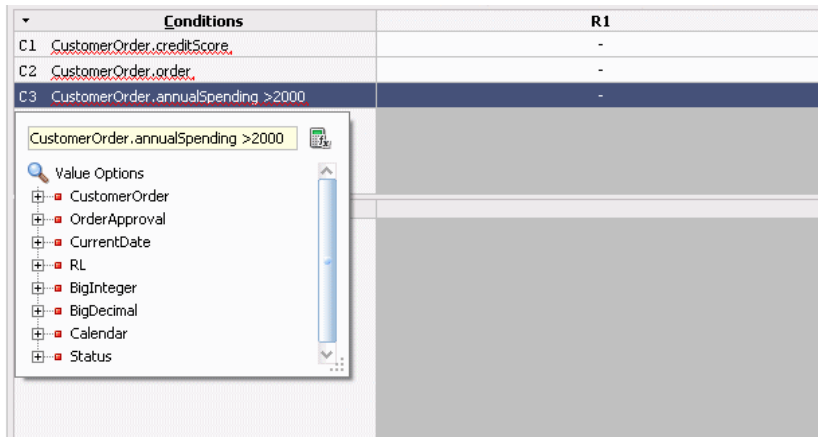 Conditions R1
C1 CustomerOrder.creditScore -
C2 CustomerOrder.order -
C3 CustomerOrder.annualSpending >2000 -
CustomerOrder.annualSpending >2000
Value Options
CustomerOrder
OrderApproval
CurrentDate
RL
BigInteger
BigDecimal
Calendar
Status